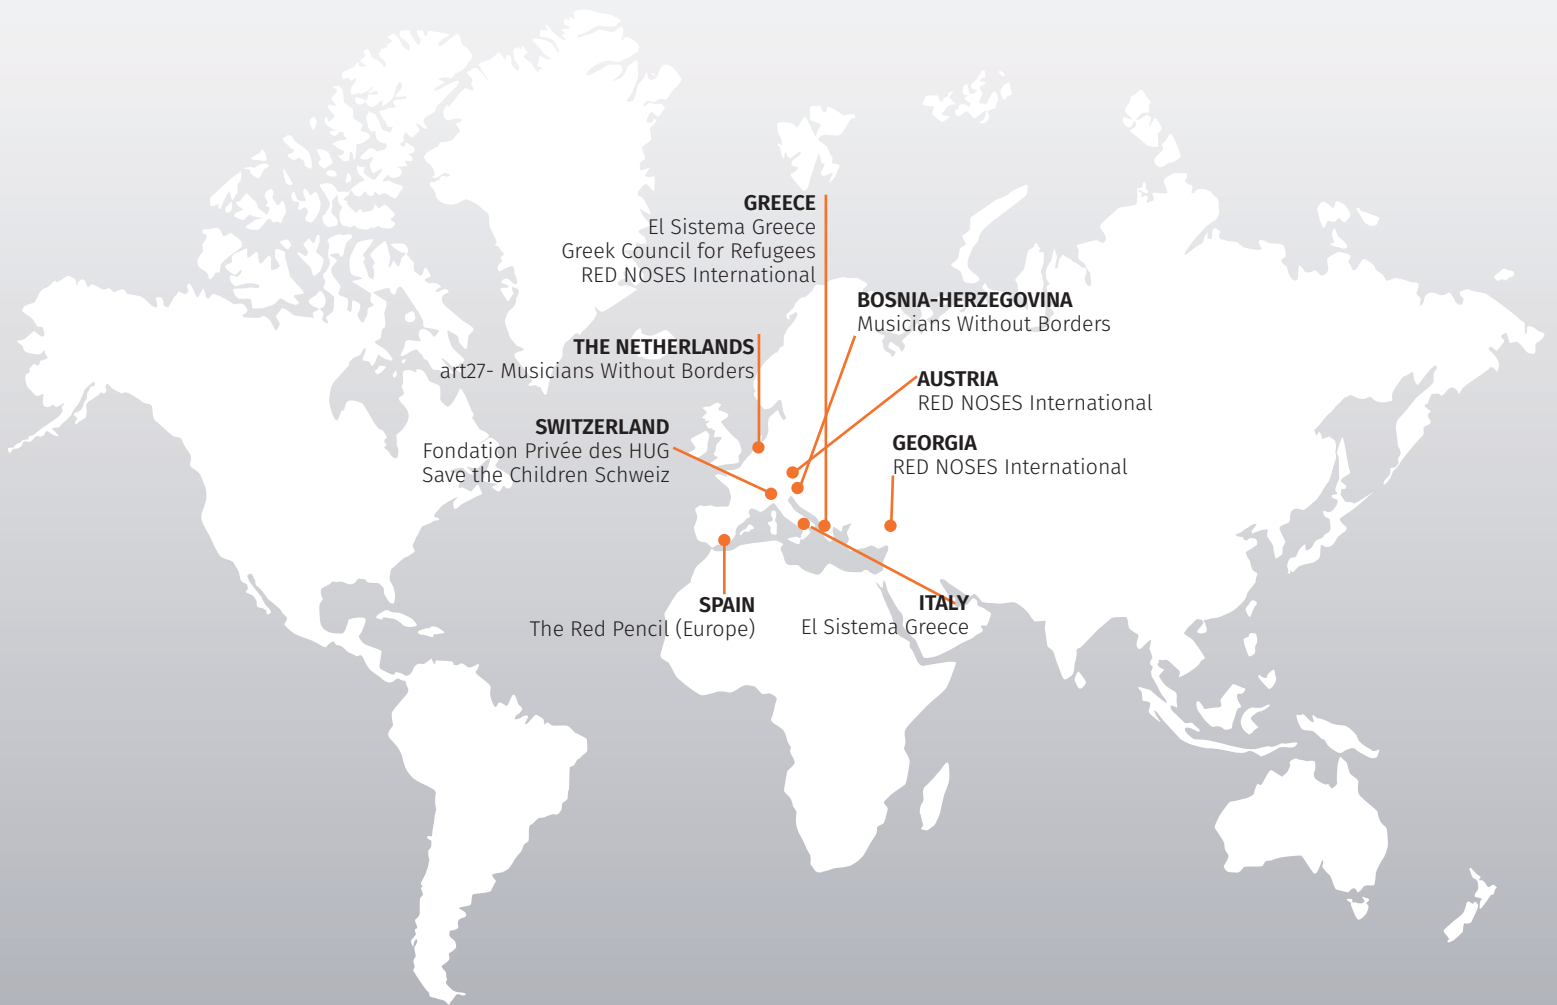 GREECE
El Sistema Greece
Greek Council for Refugees
RED NOSES International
BOSNIA-HERZEGOVINA
Musicians Without Borders
THE NETHERLANDS
art27- Musicians Without Borders
AUSTRIA
RED NOSES International
SWITZERLAND
Fondation Privée des HUG
Save the Children Schweiz
GEORGIA
RED NOSES International
SPAIN
The Red Pencil (Europe)
ITALY
El Sistema Greece